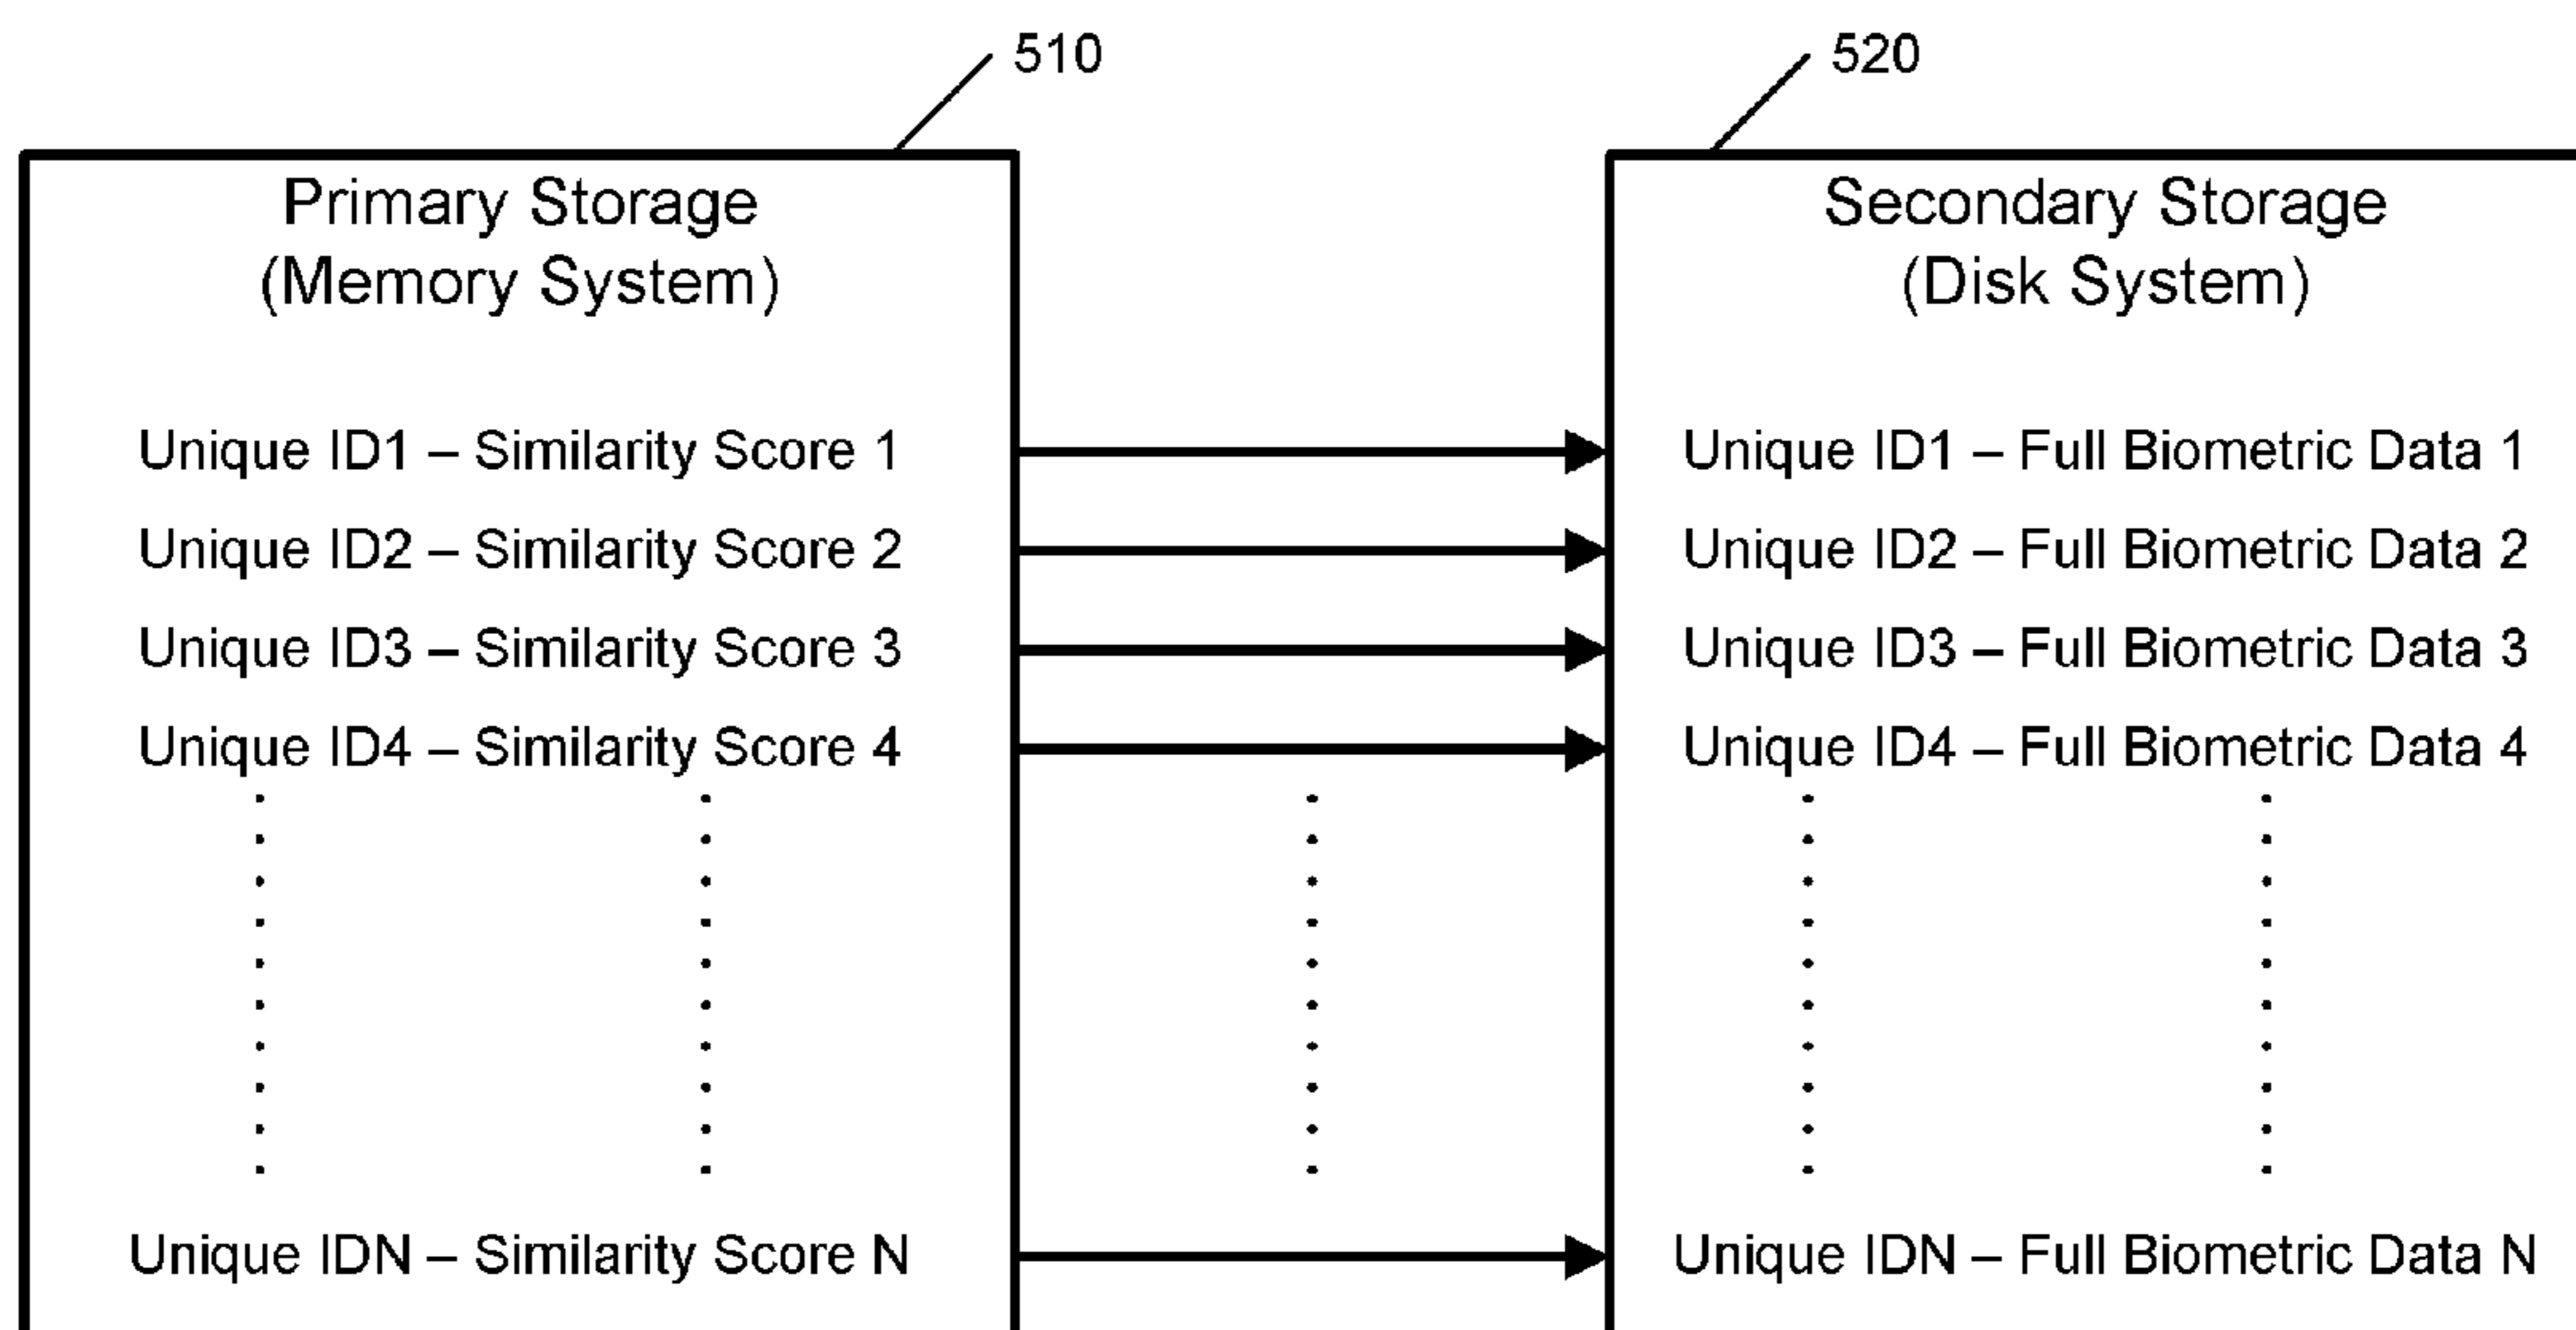 510
520
Primary Storage
(Memory System)
Unique ID1 – Similarity Score 1
Unique ID2 – Similarity Score 2
Unique ID3 – Similarity Score 3
Unique ID4 – Similarity Score 4
Unique IDN – Similarity Score N
Secondary Storage
(Disk System)
Unique ID1 – Full Biometric Data 1
Unique ID2 – Full Biometric Data 2
Unique ID3 – Full Biometric Data 3
Unique ID4 – Full Biometric Data 4
Unique IDN – Full Biometric Data N